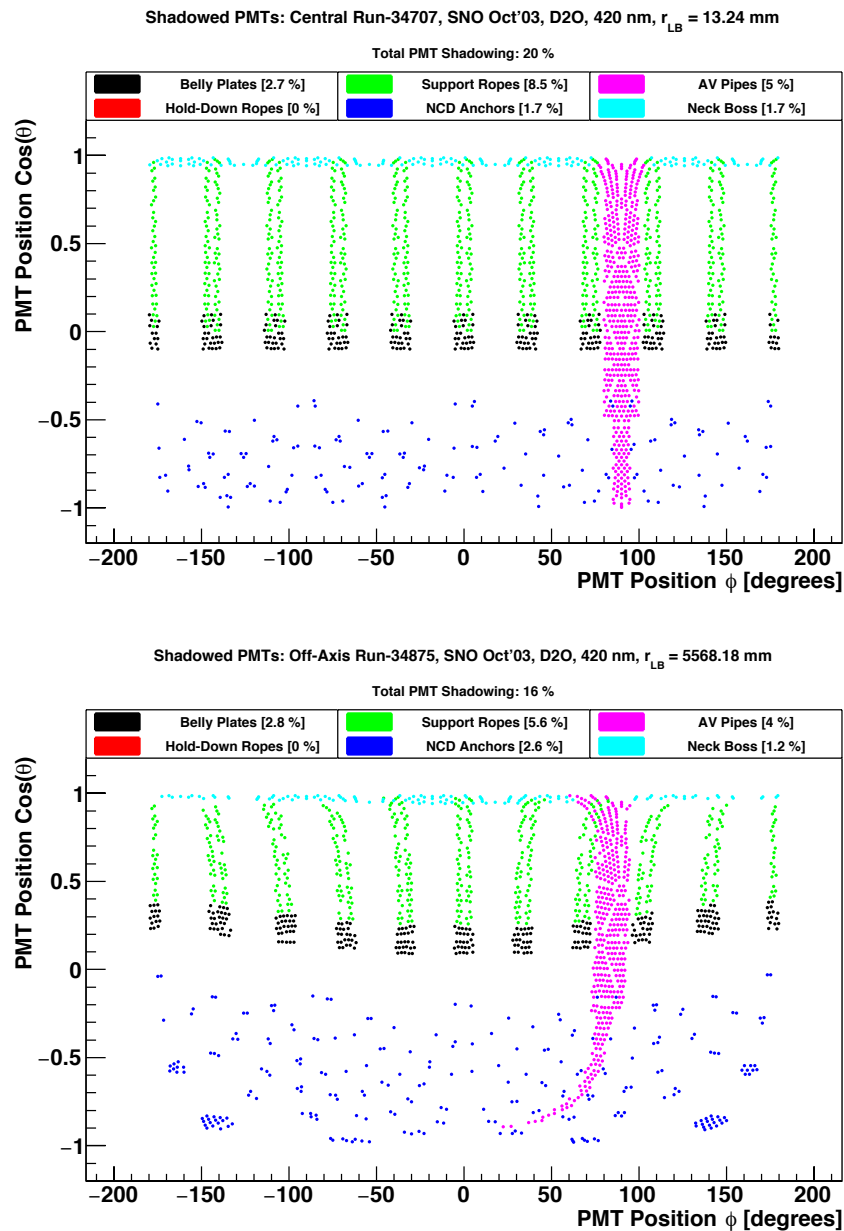 Shadowed PMTs: Central Run-34707, SNO Oct'03, D2O, 420 nm, r_LB = 13.24 mm
Total PMT Shadowing: 20 %
Belly Plates [2.7 %] Support Ropes [8.5 %] AV Pipes [5 %]
Hold-Down Ropes [0 %] NCD Anchors [1.7 %] Neck Boss [1.7 %]
PMT Position Cos(θ)
1
0.5
0
−0.5
−1
−200 −150 −100 −50 0 50 100 150 200
PMT Position ϕ [degrees]
Shadowed PMTs: Off-Axis Run-34875, SNO Oct'03, D2O, 420 nm, r_LB = 5568.18 mm
Total PMT Shadowing: 16 %
Belly Plates [2.8 %] Support Ropes [5.6 %] AV Pipes [4 %]
Hold-Down Ropes [0 %] NCD Anchors [2.6 %] Neck Boss [1.2 %]
PMT Position Cos(θ)
1
0.5
0
−0.5
−1
−200 −150 −100 −50 0 50 100 150 200
PMT Position ϕ [degrees]